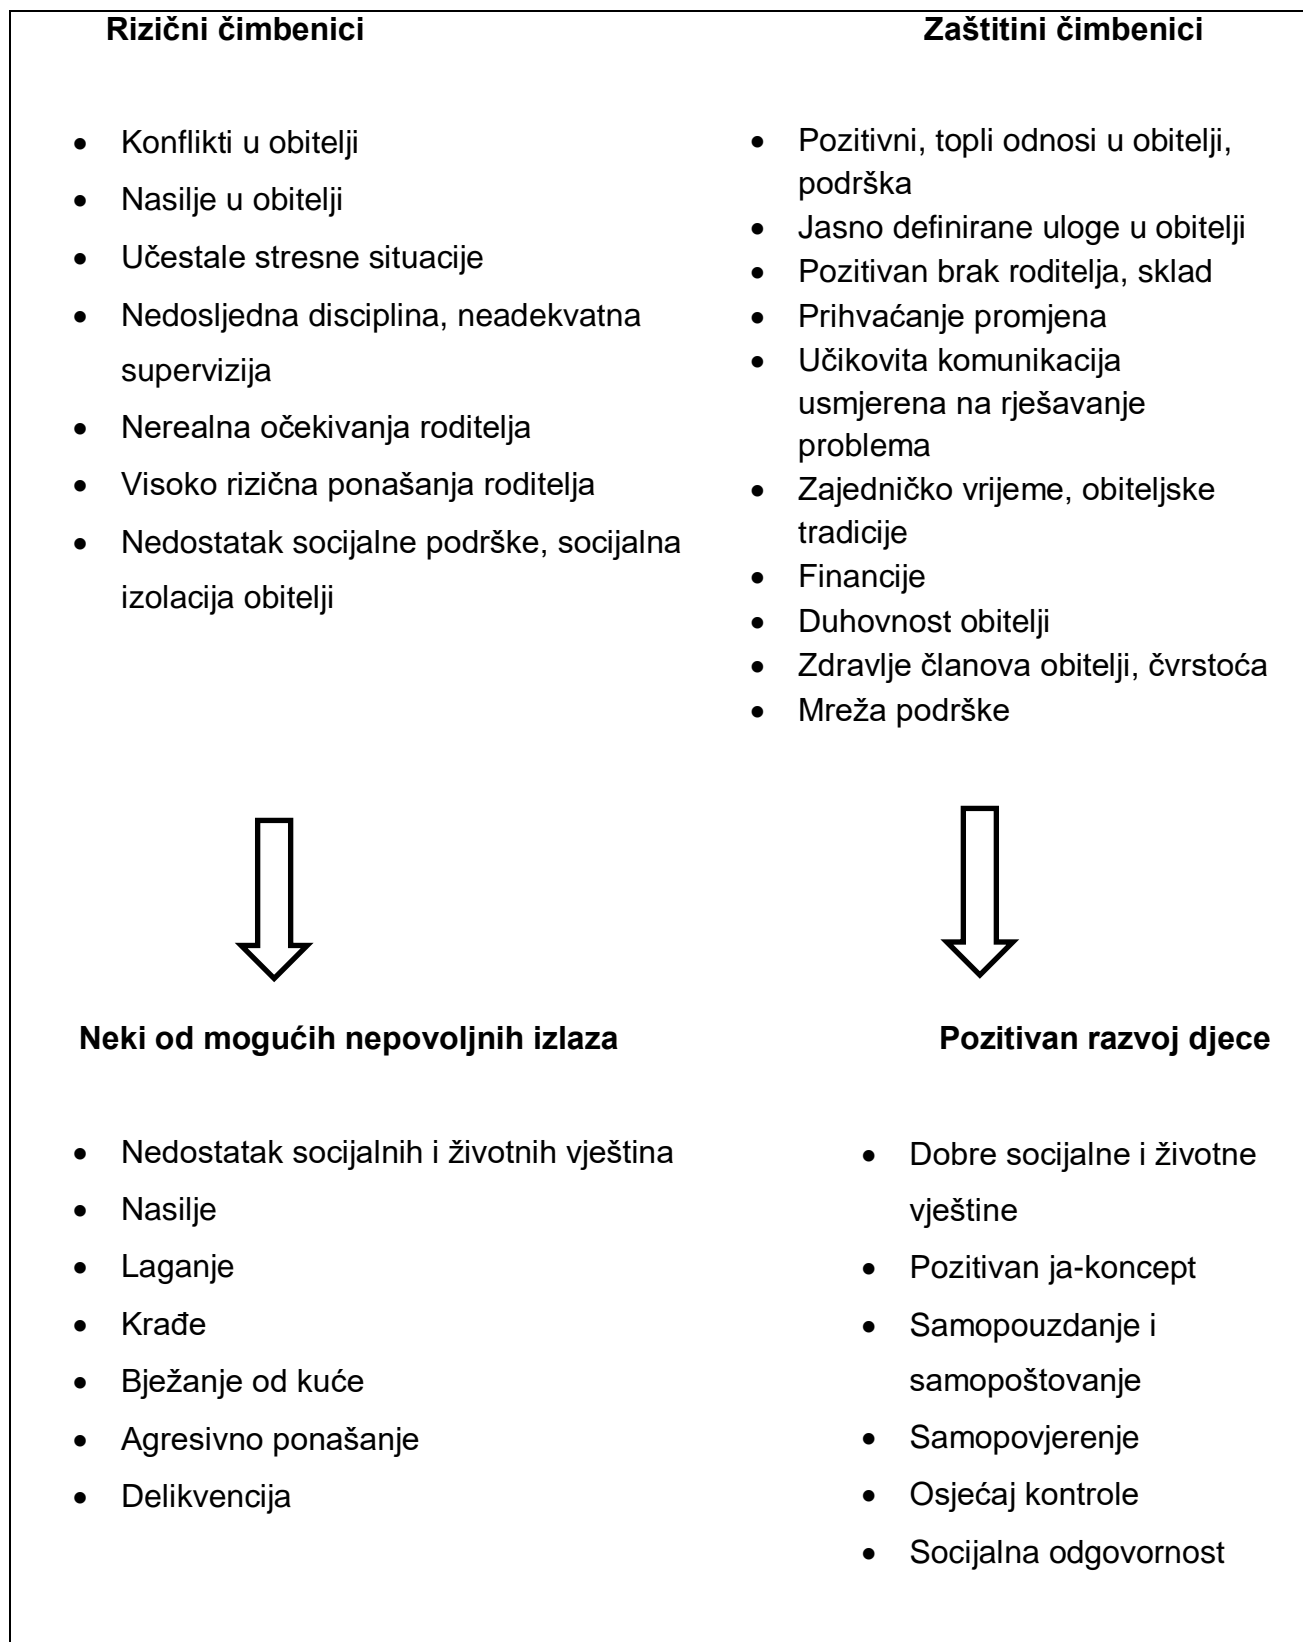 Rizični čimbenici
• Konflikti u obitelji
• Nasilje u obitelji
• Učestale stresne situacije
• Nedosljedna disciplina, neadekvatna
supervizija
• Nerealna očekivanja roditelja
• Visoko rizična ponašanja roditelja
• Nedostatak socijalne podrške, socijalna
izolacija obitelji
Zaštitini čimbenici
• Pozitivni, topli odnosi u obitelji,
podrška
• Jasno definirane uloge u obitelji
• Pozitivan brak roditelja, sklad
• Prihvaćanje promjena
• Učikovita komunikacija
usmjerena na rješavanje
problema
• Zajedničko vrijeme, obiteljske
tradicije
• Financije
• Duhovnost obitelji
• Zdravlje članova obitelji, čvrstoća
• Mreža podrške
Neki od mogućih nepovoljnih izlaza
• Nedostatak socijalnih i životnih vještina
• Nasilje
• Laganje
• Krađe
• Bježanje od kuće
• Agresivno ponašanje
• Delikvencija
Pozitivan razvoj djece
• Dobre socijalne i životne
vještine
• Pozitivan ja-koncept
• Samopouzdanje i
samopoštovanje
• Samopovjerenje
• Osjećaj kontrole
• Socijalna odgovornost